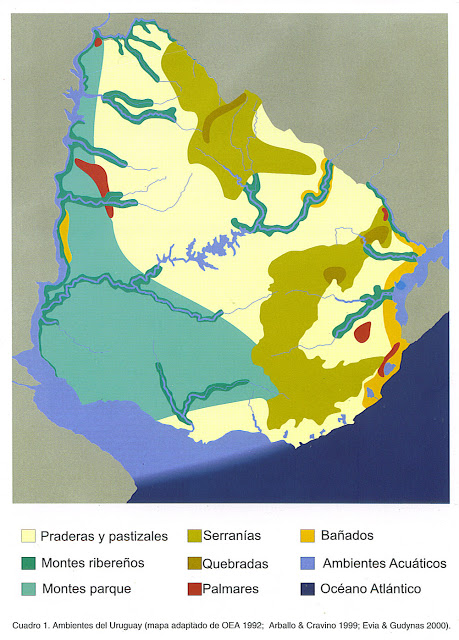 Praderas y pastizales
Serranías
Bañados
Montes ribereños
Quebradas
Ambientes Acuáticos
Montes parque
Palmares
Océano Atlántico
Cuadro 1. Ambientes del Uruguay (mapa adaptado de OEA 1992;  Arballo & Cravino 1999; Evia & Gudynas 2000).